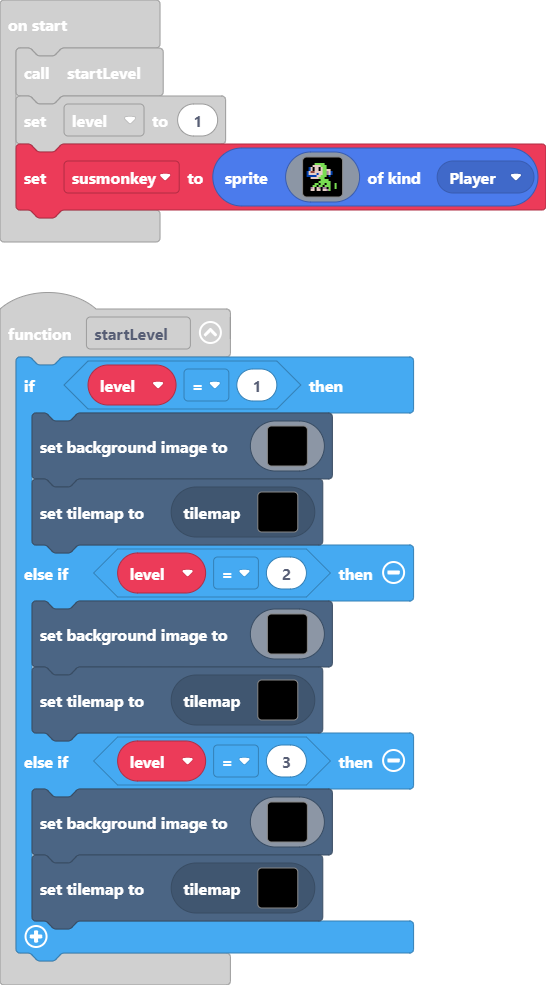 on start
call startLevel
set level to 1
set susmonkey to sprite of kind Player
function startLevel
if level = 1 then
set background image to
set tilemap to tilemap
else if level = 2 then
set background image to
set tilemap to tilemap
else if level = 3 then
set background image to
set tilemap to tilemap